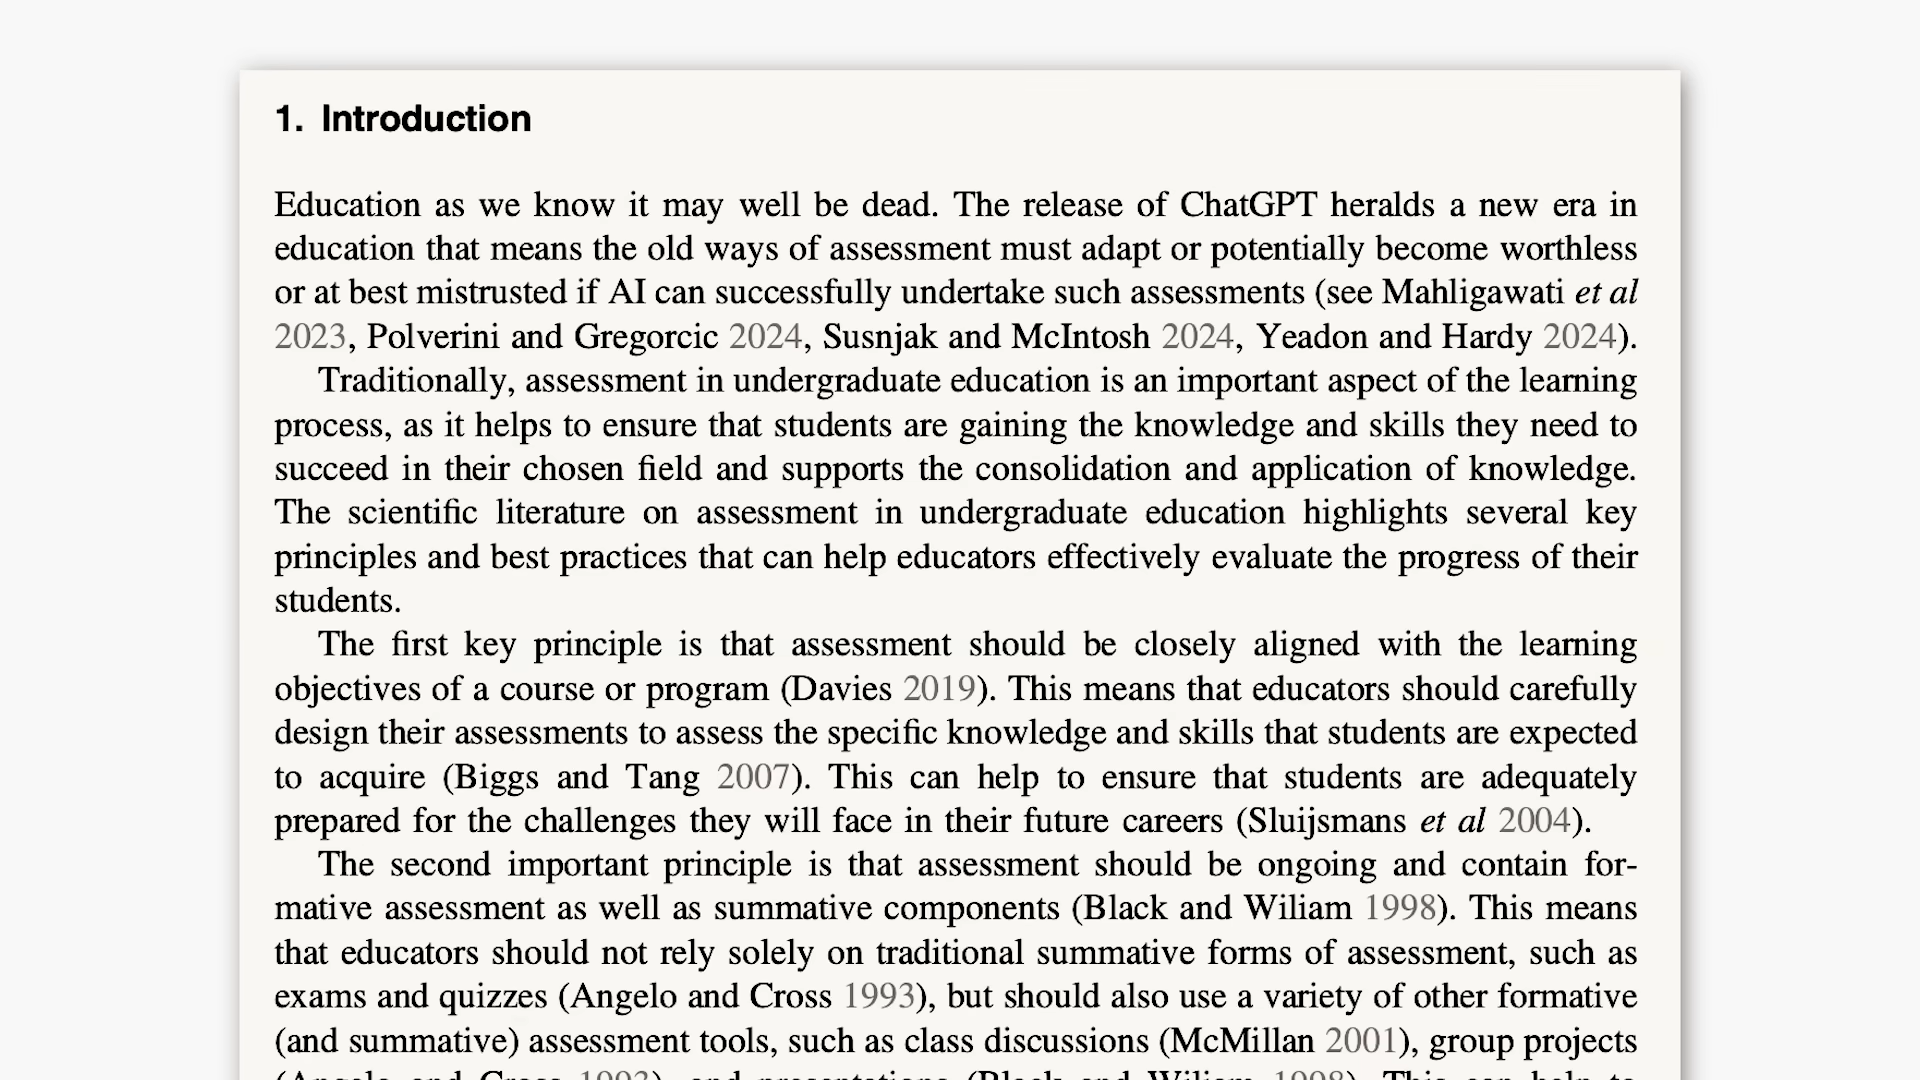 1. Introduction
Education as we know it may well be dead. The release of ChatGPT heralds a new era in
education that means the old ways of assessment must adapt or potentially become worthless
or at best mistrusted if AI can successfully undertake such assessments (see Mahligawati et al
2023, Polverini and Gregorcic 2024, Susnjak and McIntosh 2024, Yeadon and Hardy 2024).
Traditionally, assessment in undergraduate education is an important aspect of the learning
process, as it helps to ensure that students are gaining the knowledge and skills they need to
succeed in their chosen field and supports the consolidation and application of knowledge.
The scientific literature on assessment in undergraduate education highlights several key
principles and best practices that can help educators effectively evaluate the progress of their
students.
The first key principle is that assessment should be closely aligned with the learning
objectives of a course or program (Davies 2019). This means that educators should carefully
design their assessments to assess the specific knowledge and skills that students are expected
to acquire (Biggs and Tang 2007). This can help to ensure that students are adequately
prepared for the challenges they will face in their future careers (Sluijsmans et al 2004).
The second important principle is that assessment should be ongoing and contain for-
mative assessment as well as summative components (Black and Wiliam 1998). This means
that educators should not rely solely on traditional summative forms of assessment, such as
exams and quizzes (Angelo and Cross 1993), but should also use a variety of other formative
(and summative) assessment tools, such as class discussions (McMillan 2001), group projects
(Angelo and Cross 1993), and presentations (Black and Wiliam 1998). This can help to